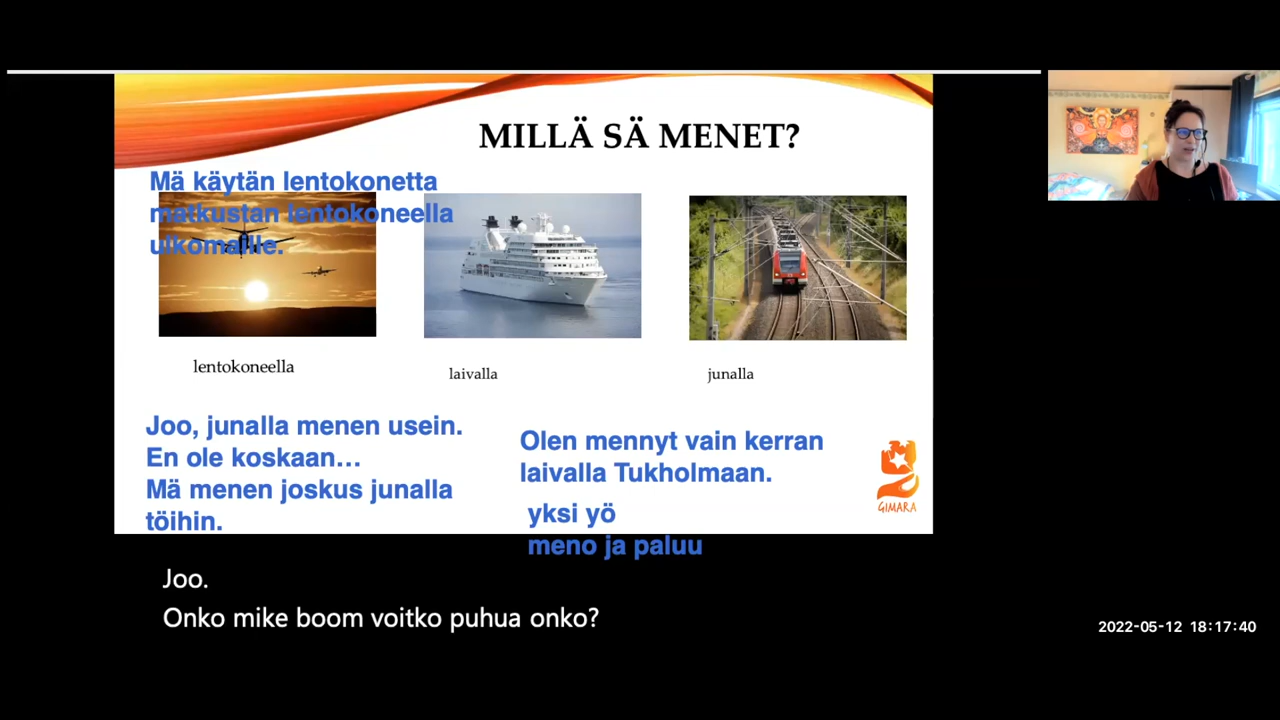 MILLÄ SÄ MENET?
Mä käytän lentokonetta
matkustan lentokoneella
ulkomaille.
lentokoneella
laivalla
junalla
Joo, junalla menen usein.
En ole koskaan...
Mä menen joskus junalla
töihin.
Olen mennyt vain kerran
laivalla Tukholmaan.
yksi yö
meno ja paluu
GIMARA
Joo.
Onko mike boom voitko puhua onko?
2022-05-12 18:17:40